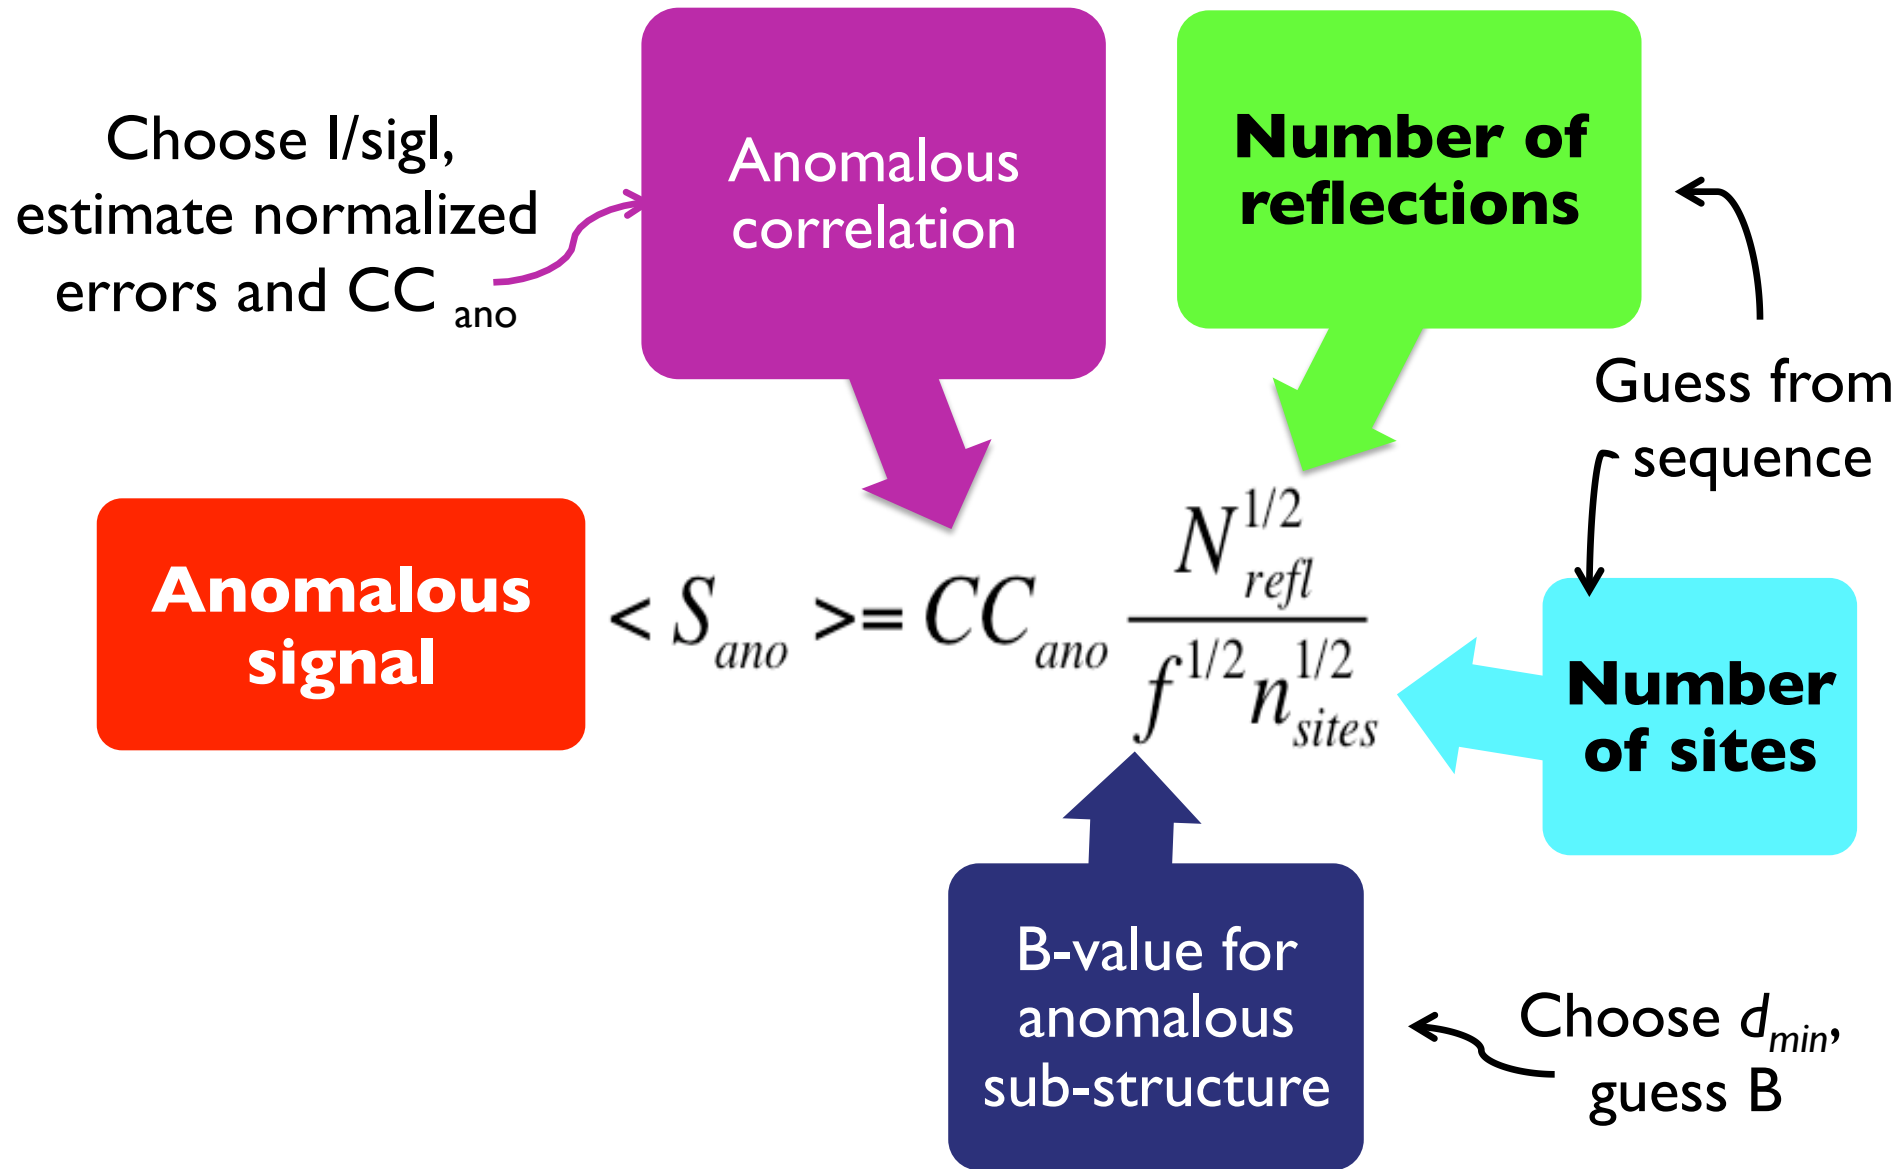 Choose I/sigI,
estimate normalized
errors and CC ano
Anomalous
correlation
Number of
reflections
Guess from
sequence
Anomalous
signal
< S_ano >= CC_ano N_refl^1/2 / f^1/2 n_sites^1/2
Number
of sites
B-value for
anomalous
sub-structure
Choose d_min,
guess B